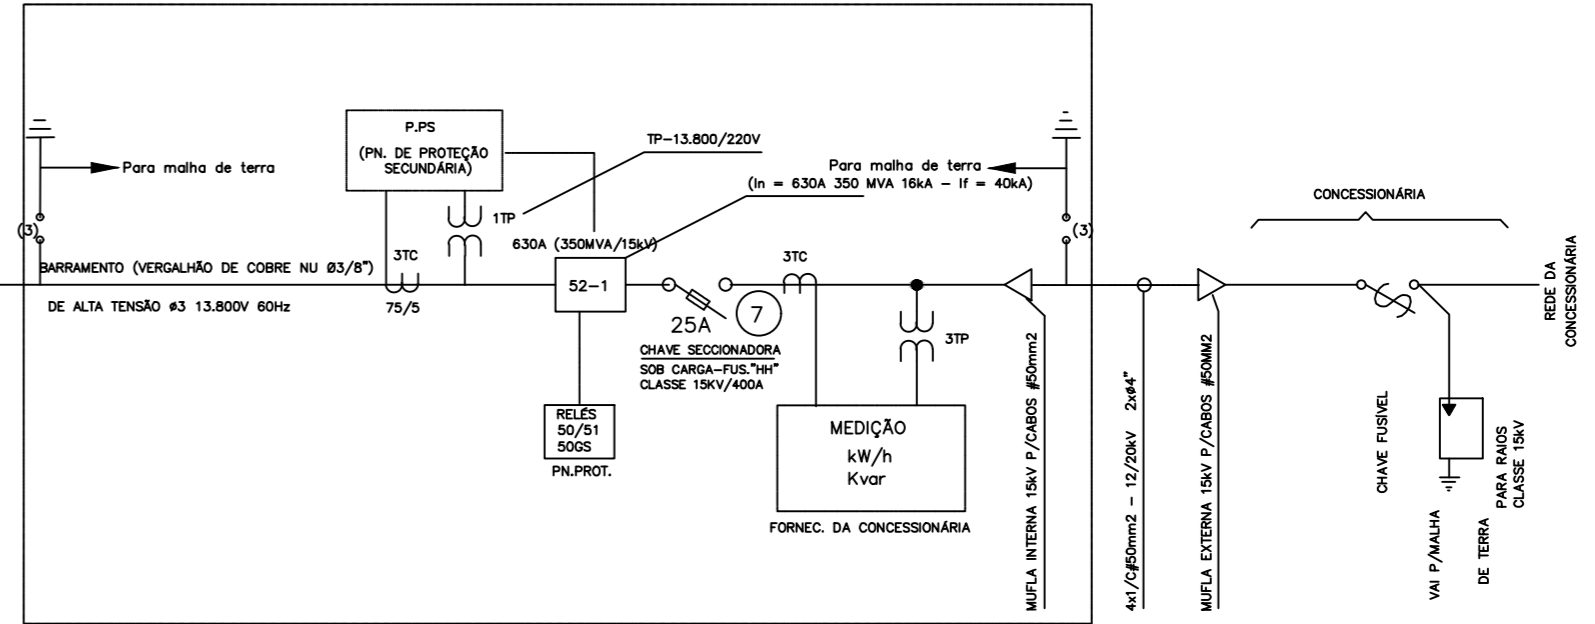 P.PS
(PN. DE PROTEÇÃO
SECUNDÁRIA)
TP-13.800/220V
Para malha de terra
Para malha de terra
(In = 630A 350 MVA 16kA - If = 40kA)
CONCESSIONÁRIA
(3)
1TP
630A (350MVA/15kV)
(3)
3TC
3TC
BARRAMENTO (VERGALHÃO DE COBRE NU Ø3/8")
52-1
DE ALTA TENSÃO ø3 13.800V 60Hz
75/5
25A
7
3TP
CHAVE SECCIONADORA
SOB CARGA-FUS."HH"
CLASSE 15KV/400A
RELÉS
50/51
50GS
PN.PROT.
MEDIÇÃO
kW/h
Kvar
FORNEC. DA CONCESSIONÁRIA
MUFLA INTERNA 15kV P/CABOS #50mm2
4x1/C#50mm2 - 12/20kV 2xø4"
MUFLA EXTERNA 15kV P/CABOS #50MM2
CHAVE FUSÍVEL
VAI P/MALHA
DE TERRA
PARA RAIOS
CLASSE 15kV
REDE DA
CONCESSIONÁRIA